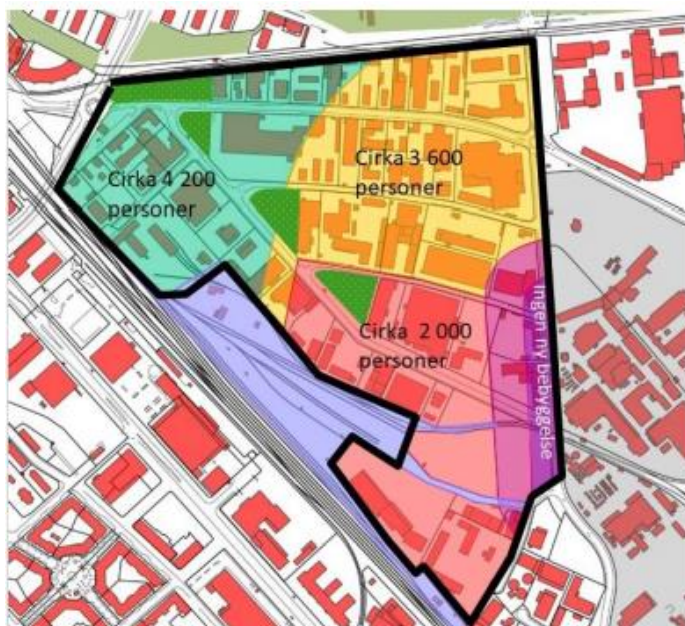 Cirka 3 600
personer
Cirka 4 200
personer
Cirka 2 000
personer
Ingen ny bebyggelse